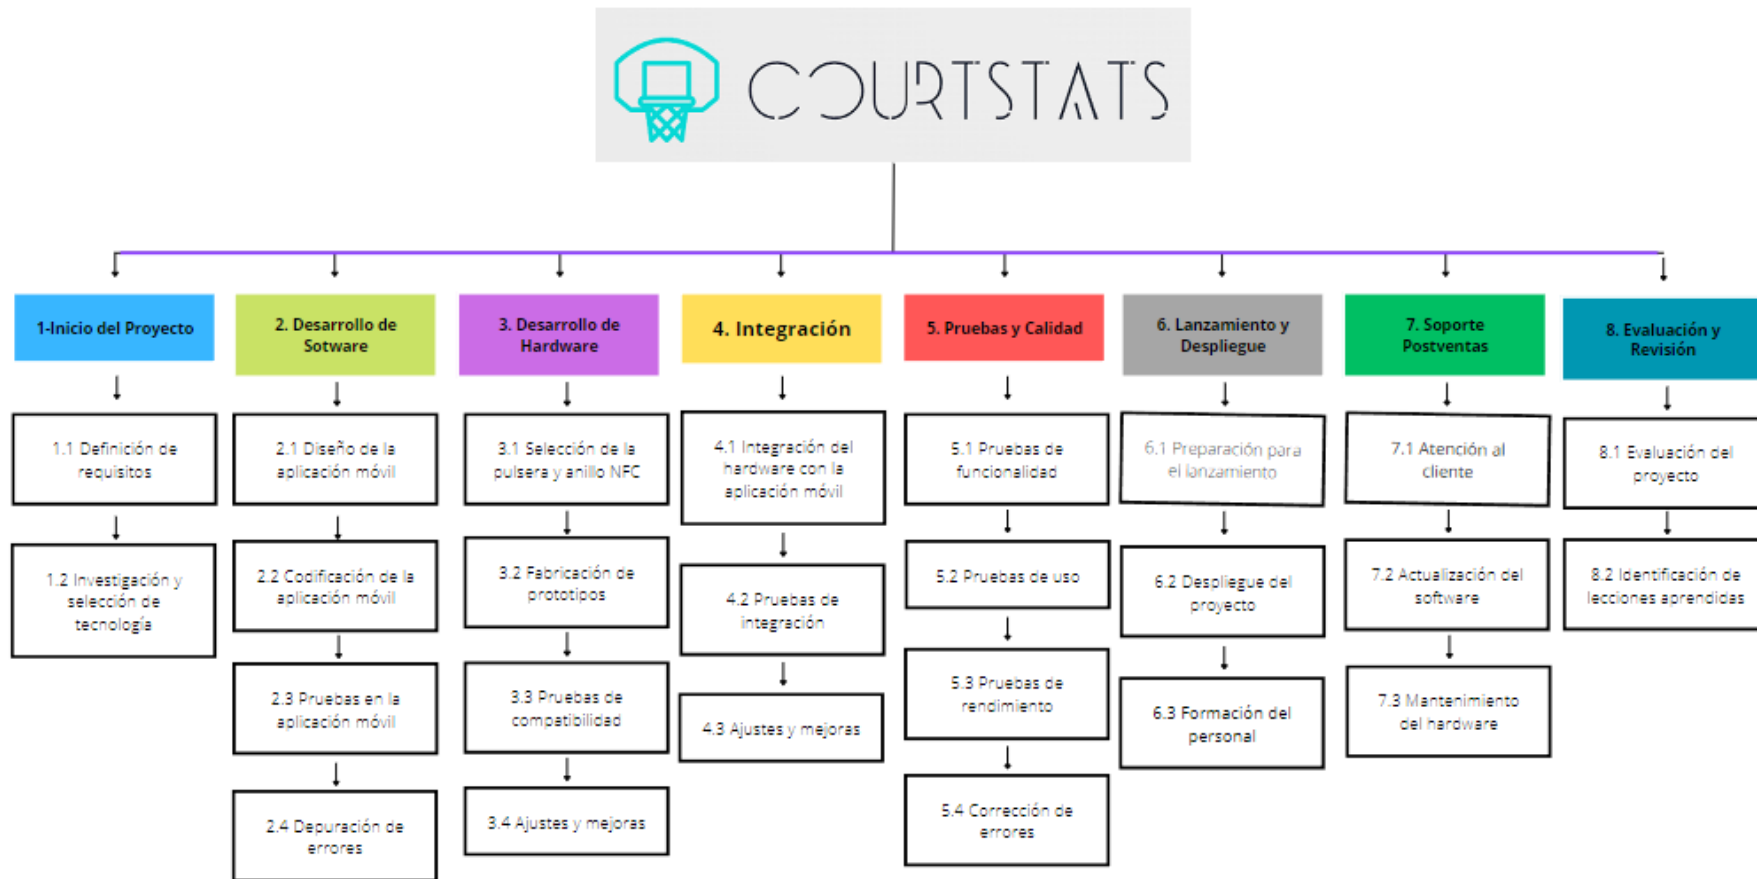 COURTSTATS
1-Inicio del Proyecto
1.1 Definición de
requisitos
1.2 Investigación y
selección de
tecnología
2. Desarrollo de
Sotware
2.1 Diseño de la
aplicación móvil
2.2 Codificación de la
aplicación móvil
2.3 Pruebas en la
aplicación móvil
2.4 Depuración de
errores
3. Desarrollo de
Hardware
3.1 Selección de la
pulsera y anillo NFC
3.2 Fabricación de
prototipos
3.3 Pruebas de
compatibilidad
3.4 Ajustes y mejoras
4. Integración
4.1 Integración del
hardware con la
aplicación móvil
4.2 Pruebas de
integración
4.3 Ajustes y mejoras
5. Pruebas y Calidad
5.1 Pruebas de
funcionalidad
5.2 Pruebas de uso
5.3 Pruebas de
rendimiento
5.4 Corrección de
errores
6. Lanzamiento y
Despliegue
6.1 Preparación para
el lanzamiento
6.2 Despliegue del
proyecto
6.3 Formación del
personal
7. Soporte
Postventas
7.1 Atención al
cliente
7.2 Actualización del
software
7.3 Mantenimiento
del hardware
8. Evaluación y
Revisión
8.1 Evaluación del
proyecto
8.2 Identificación de
lecciones aprendidas